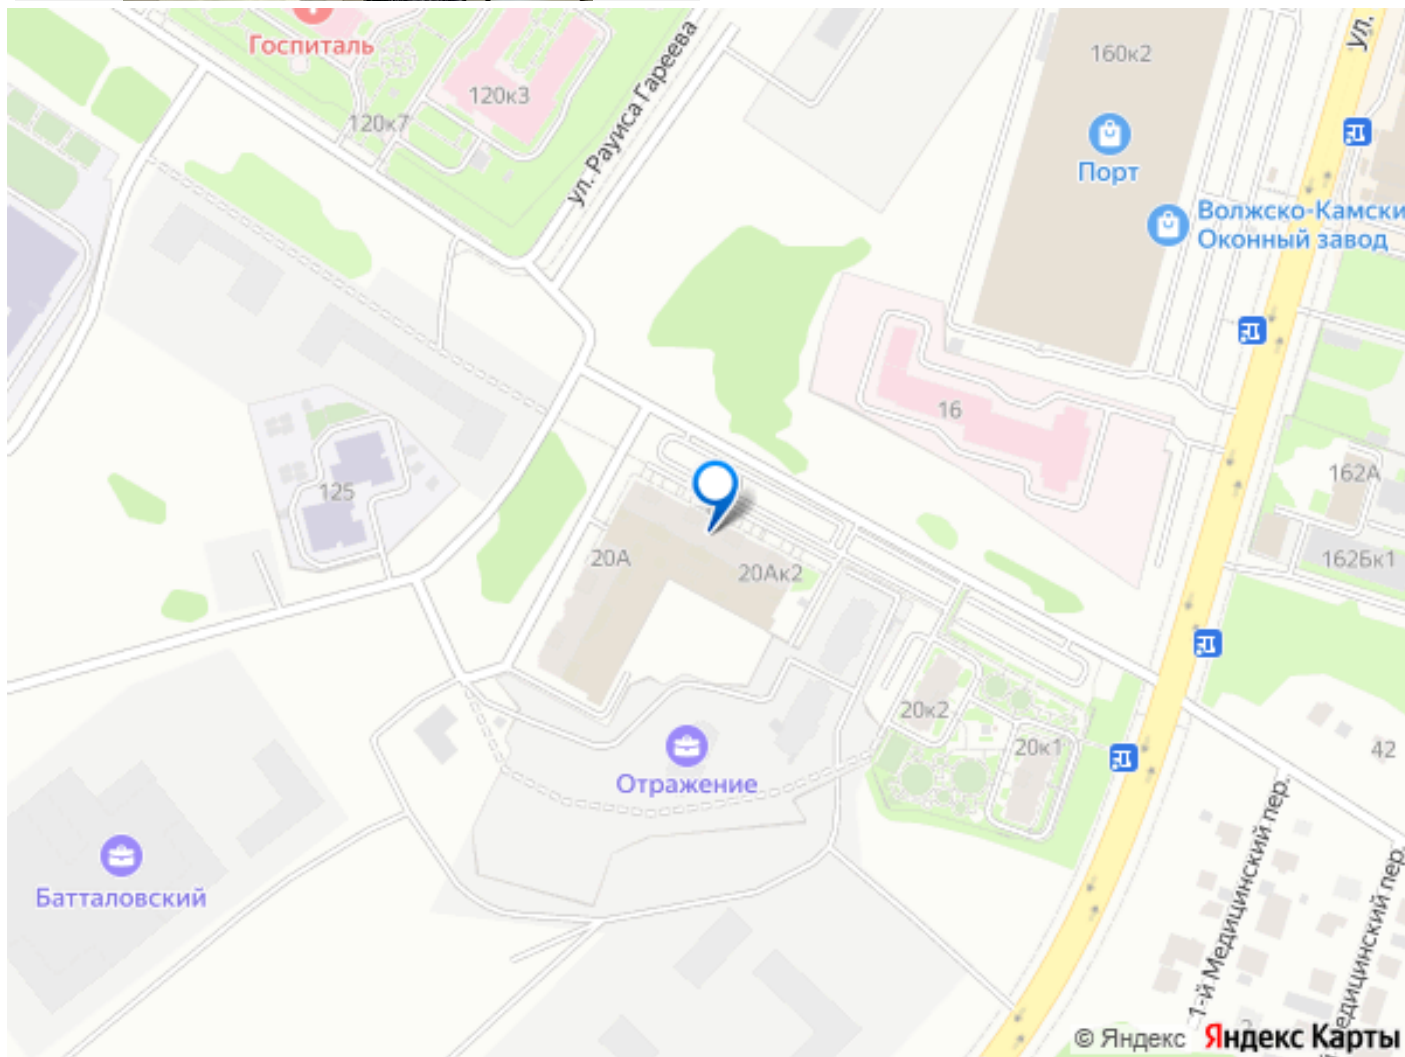 Госпиталь
120к3
120к7
ул. Рауиса Гареева
160к2
ул.
Порт
Волжско-Камски
Оконный завод
16
162А
125
162Бк1
20А
20Ак2
20к2
20к1
42
Отражение
Батталовский
1-й Медицинский пер.
едицинский пер.
© Яндекс Яндекс Карты